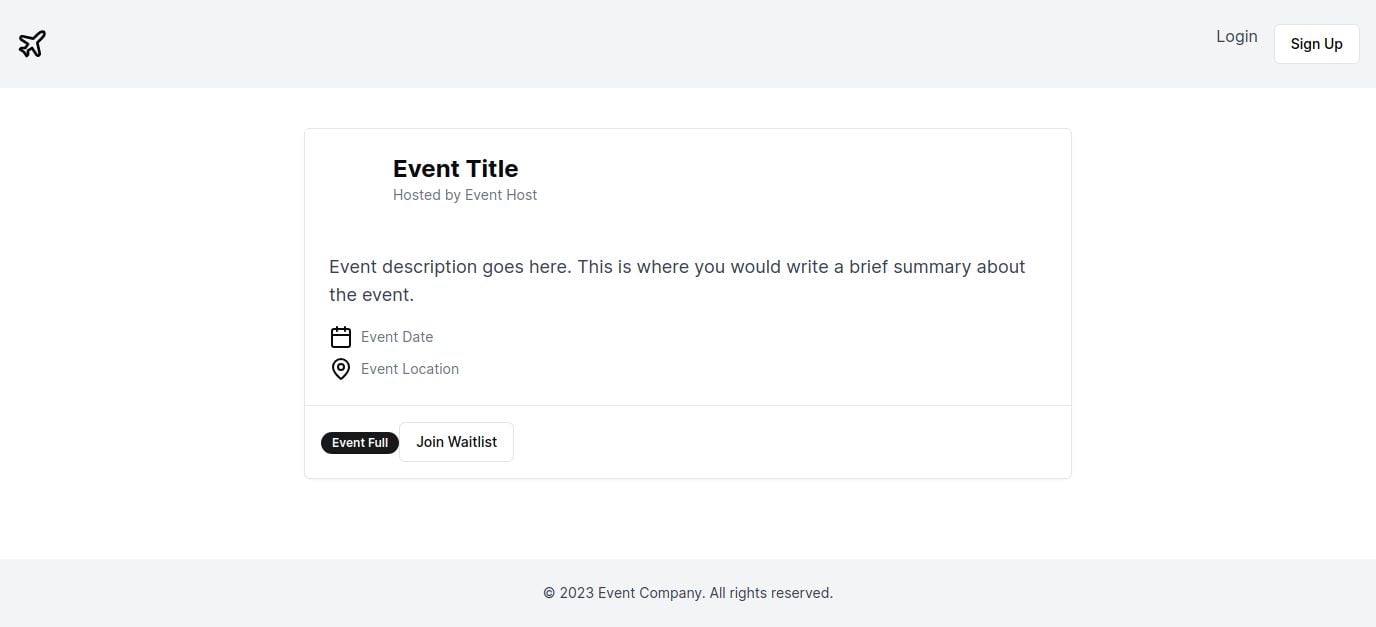 Login
Sign Up
Event Title
Hosted by Event Host
Event description goes here. This is where you would write a brief summary about
the event.
Event Date
Event Location
Event Full
Join Waitlist
© 2023 Event Company. All rights reserved.